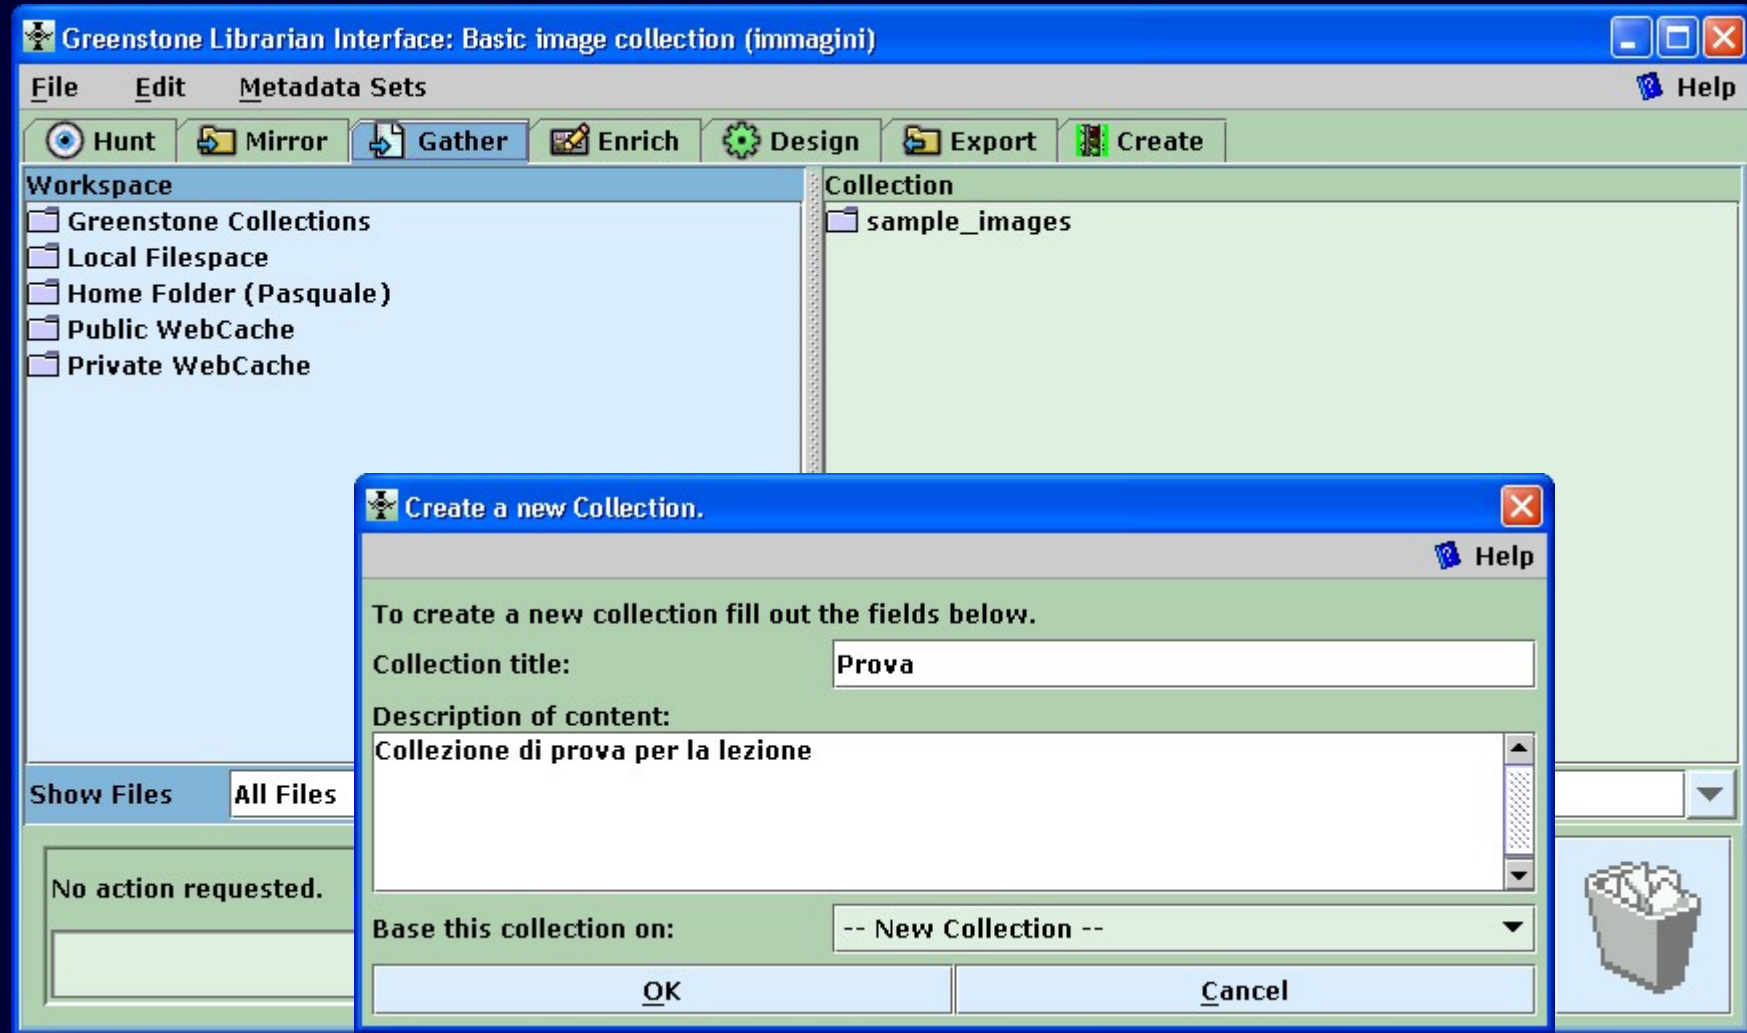 Greenstone Librarian Interface: Basic image collection (immagini)
File Edit Metadata Sets Help
Hunt Mirror Gather Enrich Design Export Create
Workspace
Greenstone Collections
Local Filespace
Home Folder (Pasquale)
Public WebCache
Private WebCache
Collection
sample_images
Show Files All Files
No action requested.
Create a new Collection.
Help
To create a new collection fill out the fields below.
Collection title: Prova
Description of content:
Collezione di prova per la lezione
Base this collection on: -- New Collection --
OK Cancel